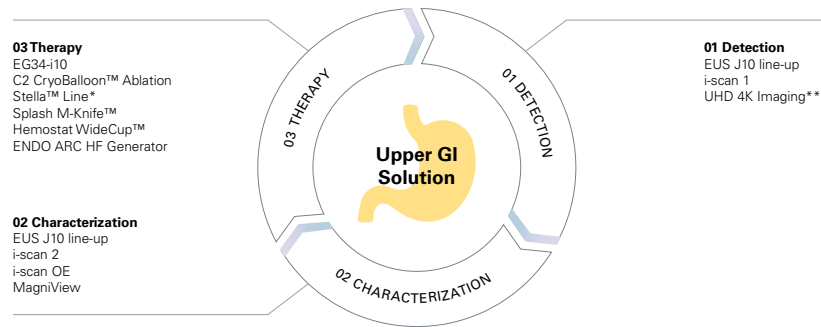 03 Therapy
EG34-i10
C2 CryoBalloon™ Ablation
Stella™ Line*
Splash M-Knife™
Hemostat WideCup™
ENDO ARC HF Generator
02 Characterization
EUS J10 line-up
i-scan 2
i-scan OE
MagniView
03 THERAPY
01 DETECTION
02 CHARACTERIZATION
Upper GI
Solution
01 Detection
EUS J10 line-up
i-scan 1
UHD 4K Imaging**